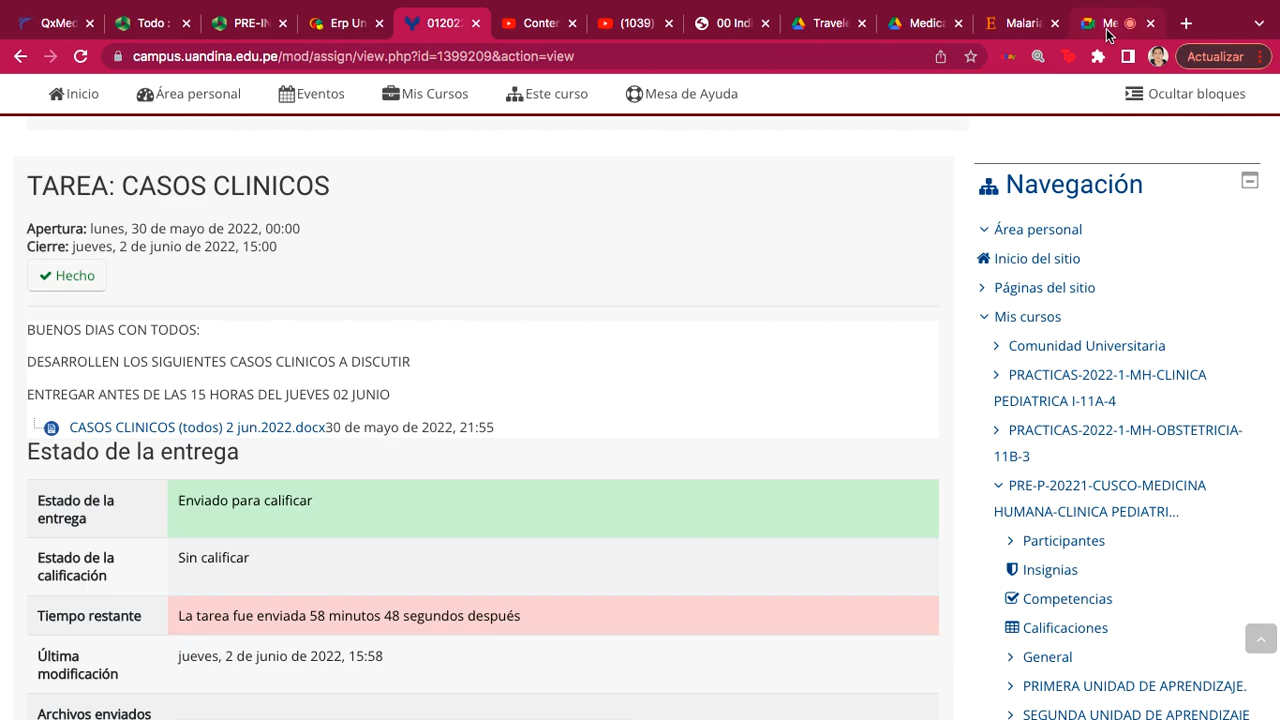 QxMed
Todo :
PRE-IN
Erp Un
01202
Conter
(1039)
00 Indi
Travele
Medica
Malaria
Me
campus.uandina.edu.pe/mod/assign/view.php?id=1399209&action=view
Actualizar
Inicio
Área personal
Eventos
Mis Cursos
Este curso
Mesa de Ayuda
Ocultar bloques
TAREA: CASOS CLINICOS
Apertura: lunes, 30 de mayo de 2022, 00:00
Cierre: jueves, 2 de junio de 2022, 15:00
Hecho
BUENOS DIAS CON TODOS:
DESARROLLEN LOS SIGUIENTES CASOS CLINICOS A DISCUTIR
ENTREGAR ANTES DE LAS 15 HORAS DEL JUEVES 02 JUNIO
CASOS CLINICOS (todos) 2 jun.2022.docx30 de mayo de 2022, 21:55
Estado de la entrega
Estado de la
entrega
Enviado para calificar
Estado de la
calificación
Sin calificar
Tiempo restante
La tarea fue enviada 58 minutos 48 segundos después
Última
modificación
jueves, 2 de junio de 2022, 15:58
Archivos enviados
Navegación
Área personal
Inicio del sitio
Páginas del sitio
Mis cursos
Comunidad Universitaria
PRACTICAS-2022-1-MH-CLINICA
PEDIATRICA I-11A-4
PRACTICAS-2022-1-MH-OBSTETRICIA-
11B-3
PRE-P-20221-CUSCO-MEDICINA
HUMANA-CLINICA PEDIATRI...
Participantes
Insignias
Competencias
Calificaciones
General
PRIMERA UNIDAD DE APRENDIZAJE.
SEGUNDA UNIDAD DE APRENDIZAJE